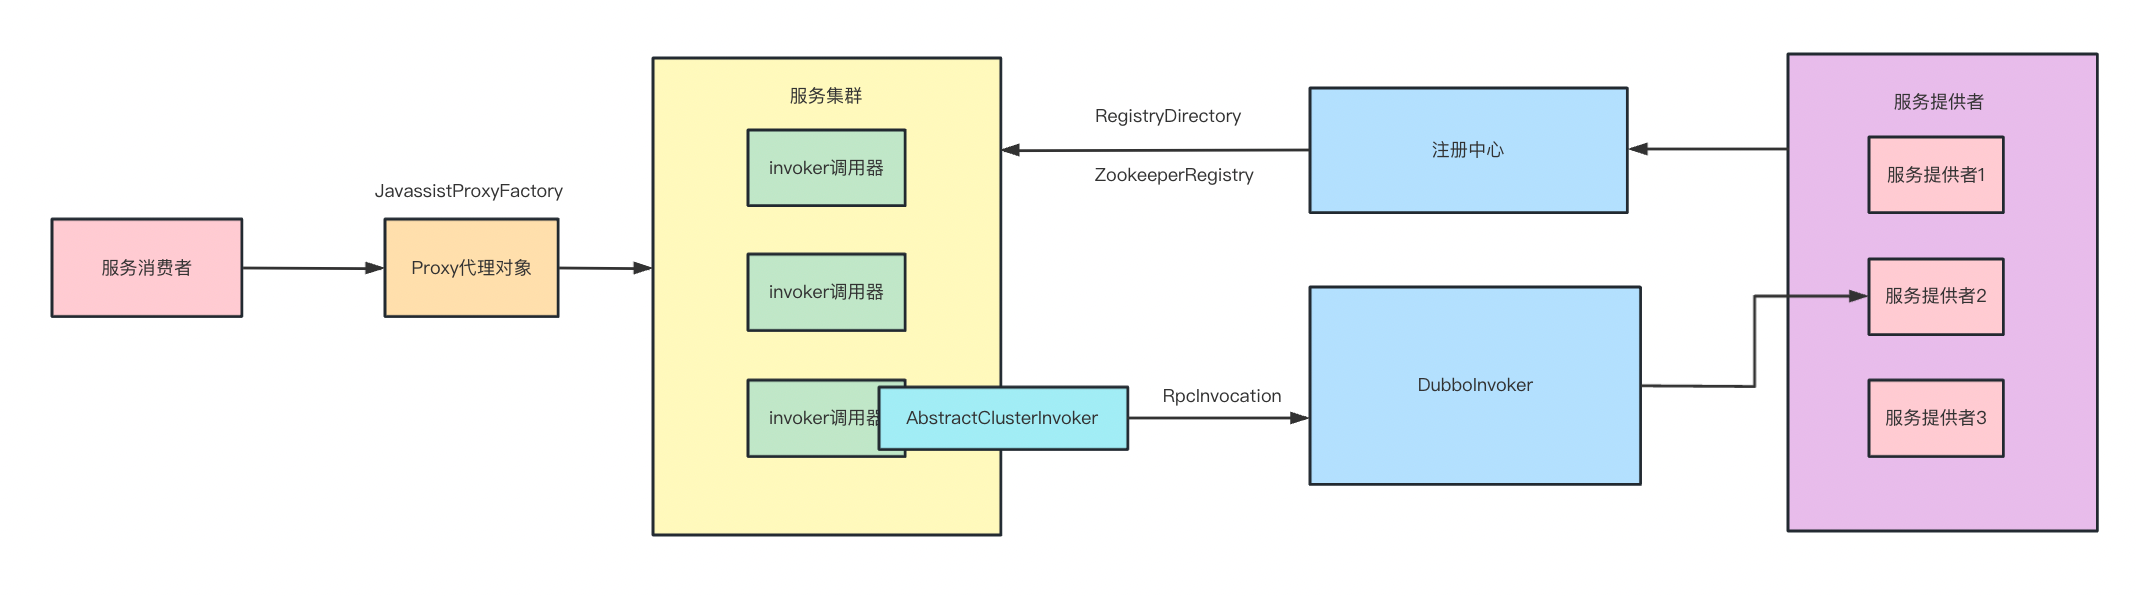 服务集群
服务提供者
RegistryDirectory
注册中心
invoker调用器
服务提供者1
ZookeeperRegistry
JavassistProxyFactory
服务消费者
Proxy代理对象
invoker调用器
服务提供者2
DubboInvoker
RpcInvocation
invoker调用器
AbstractClusterInvoker
服务提供者3